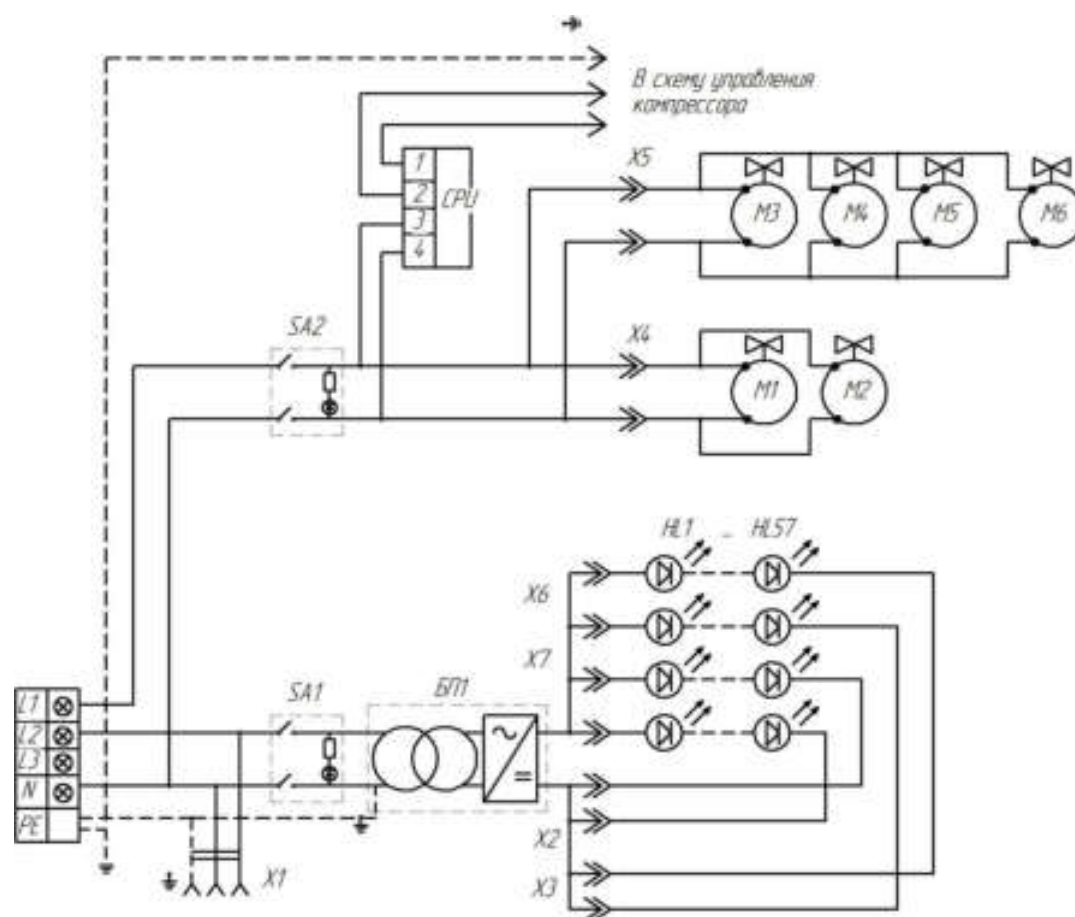 В схему управления
компрессора
X5
1
2
3
4
CPU
M3
M4
M5
M6
SA2
X4
M1
M2
HL1
–
HL57
X6
X7
L1
L2
L3
N
PE
SA1
БП1
X2
X1
X3